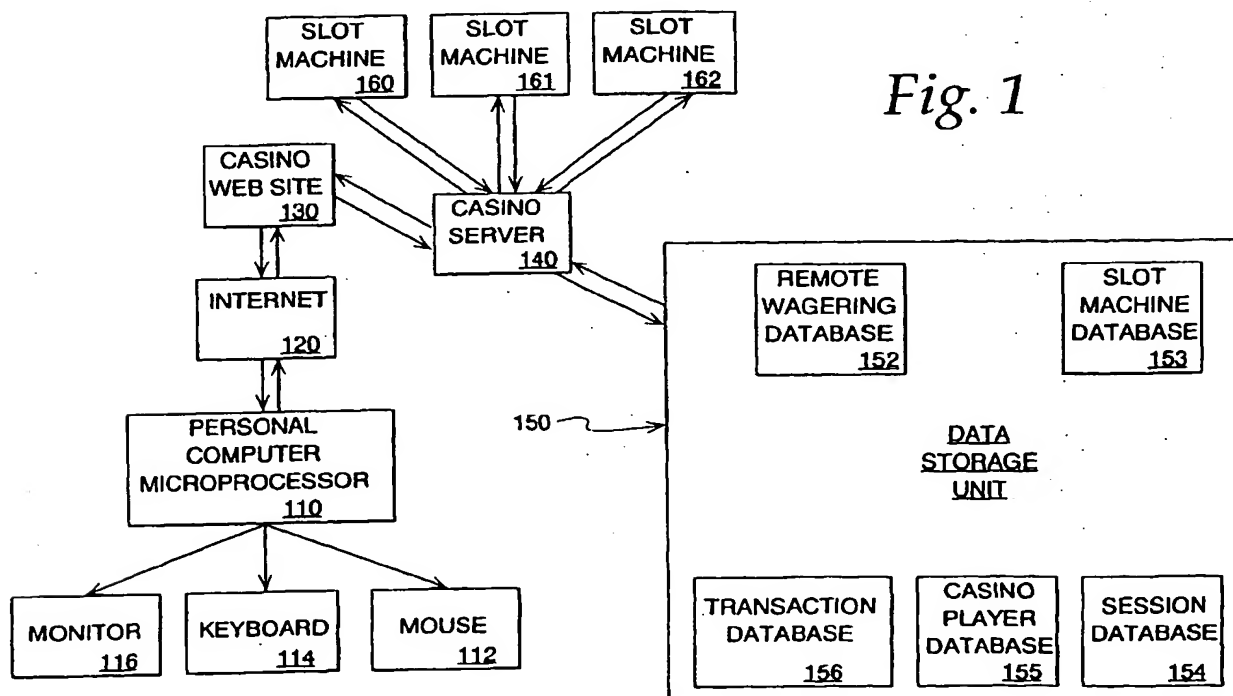 SLOT
MACHINE
160
SLOT
MACHINE
161
SLOT
MACHINE
162
Fig. 1
CASINO
WEB SITE
130
CASINO
SERVER
140
INTERNET
120
PERSONAL
COMPUTER
MICROPROCESSOR
110
MONITOR
116
KEYBOARD
114
MOUSE
112
150
REMOTE
WAGERING
DATABASE
152
SLOT
MACHINE
DATABASE
153
DATA
STORAGE
UNIT
TRANSACTION
DATABASE
156
CASINO
PLAYER
DATABASE
155
SESSION
DATABASE
154